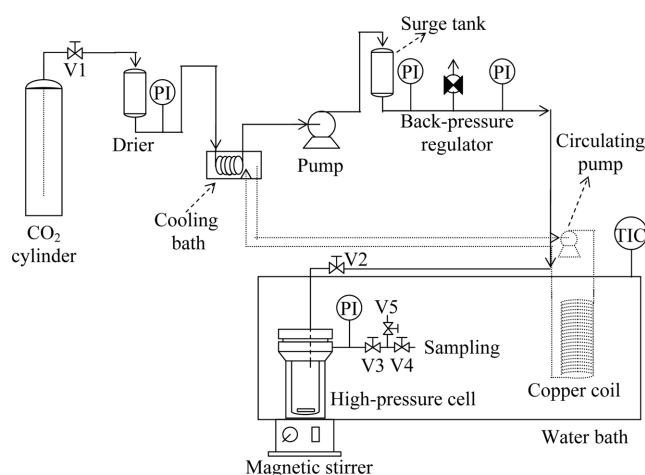 Surge tank
V1
PI
PI
PI
Drier
Back-pressure
regulator
Pump
Circulating
pump
Cooling
bath
CO₂
cylinder
TIC
V2
V5
PI
Sampling
V3
V4
High-pressure cell
Copper coil
Water bath
Magnetic stirrer